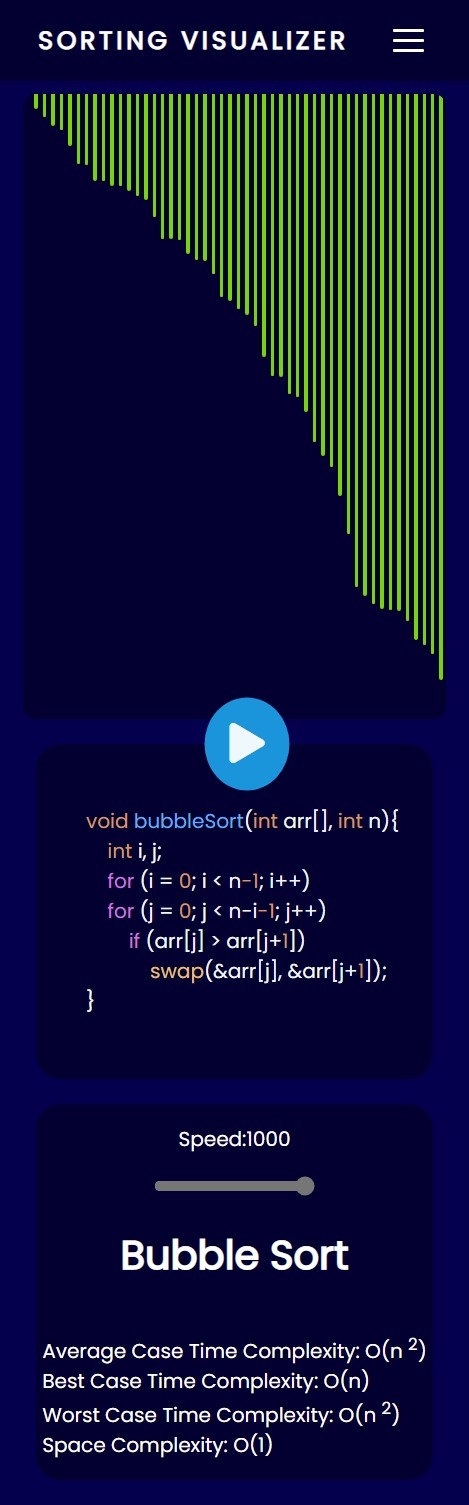 SORTING VISUALIZER
void bubbleSort(int arr[], int n){
int i, j;
for (i = 0; i < n-1; i++)
for (j = 0; j < n-i-1; j++)
if (arr[j] > arr[j+1])
swap(&arr[j], &arr[j+1]);
}
Speed:1000
Bubble Sort
Average Case Time Complexity: O(n ²)
Best Case Time Complexity: O(n)
Worst Case Time Complexity: O(n ²)
Space Complexity: O(1)